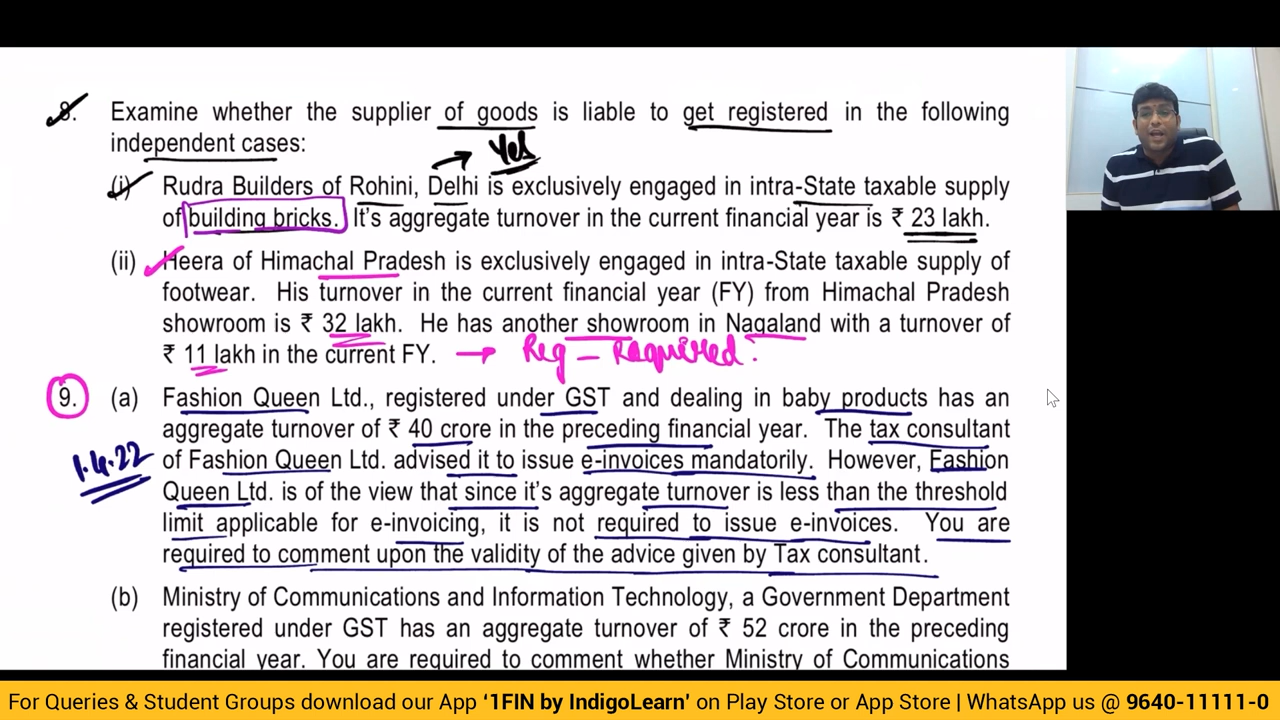 8. Examine whether the supplier of goods is liable to get registered in the following
independent cases:
Yes
(i) Rudra Builders of Rohini, Delhi is exclusively engaged in intra-State taxable supply
of building bricks. It's aggregate turnover in the current financial year is ₹ 23 lakh.
(ii) Heera of Himachal Pradesh is exclusively engaged in intra-State taxable supply of
footwear. His turnover in the current financial year (FY) from Himachal Pradesh
showroom is ₹ 32 lakh. He has another showroom in Nagaland with a turnover of
₹ 11 lakh in the current FY. → Reg - Required.
9. (a) Fashion Queen Ltd., registered under GST and dealing in baby products has an
aggregate turnover of ₹ 40 crore in the preceding financial year. The tax consultant
1.4.22 of Fashion Queen Ltd. advised it to issue e-invoices mandatorily. However, Fashion
Queen Ltd. is of the view that since it's aggregate turnover is less than the threshold
limit applicable for e-invoicing, it is not required to issue e-invoices. You are
required to comment upon the validity of the advice given by Tax consultant.
(b) Ministry of Communications and Information Technology, a Government Department
registered under GST has an aggregate turnover of ₹ 52 crore in the preceding
financial year. You are required to comment whether Ministry of Communications
For Queries & Student Groups download our App '1FIN by IndigoLearn' on Play Store or App Store | WhatsApp us @ 9640-11111-0